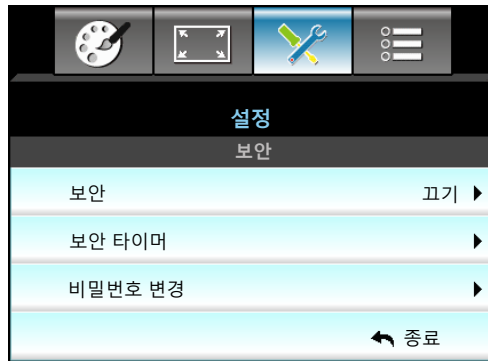 설정
보안
보안 끄기
보안 타이머
비밀번호 변경
종료